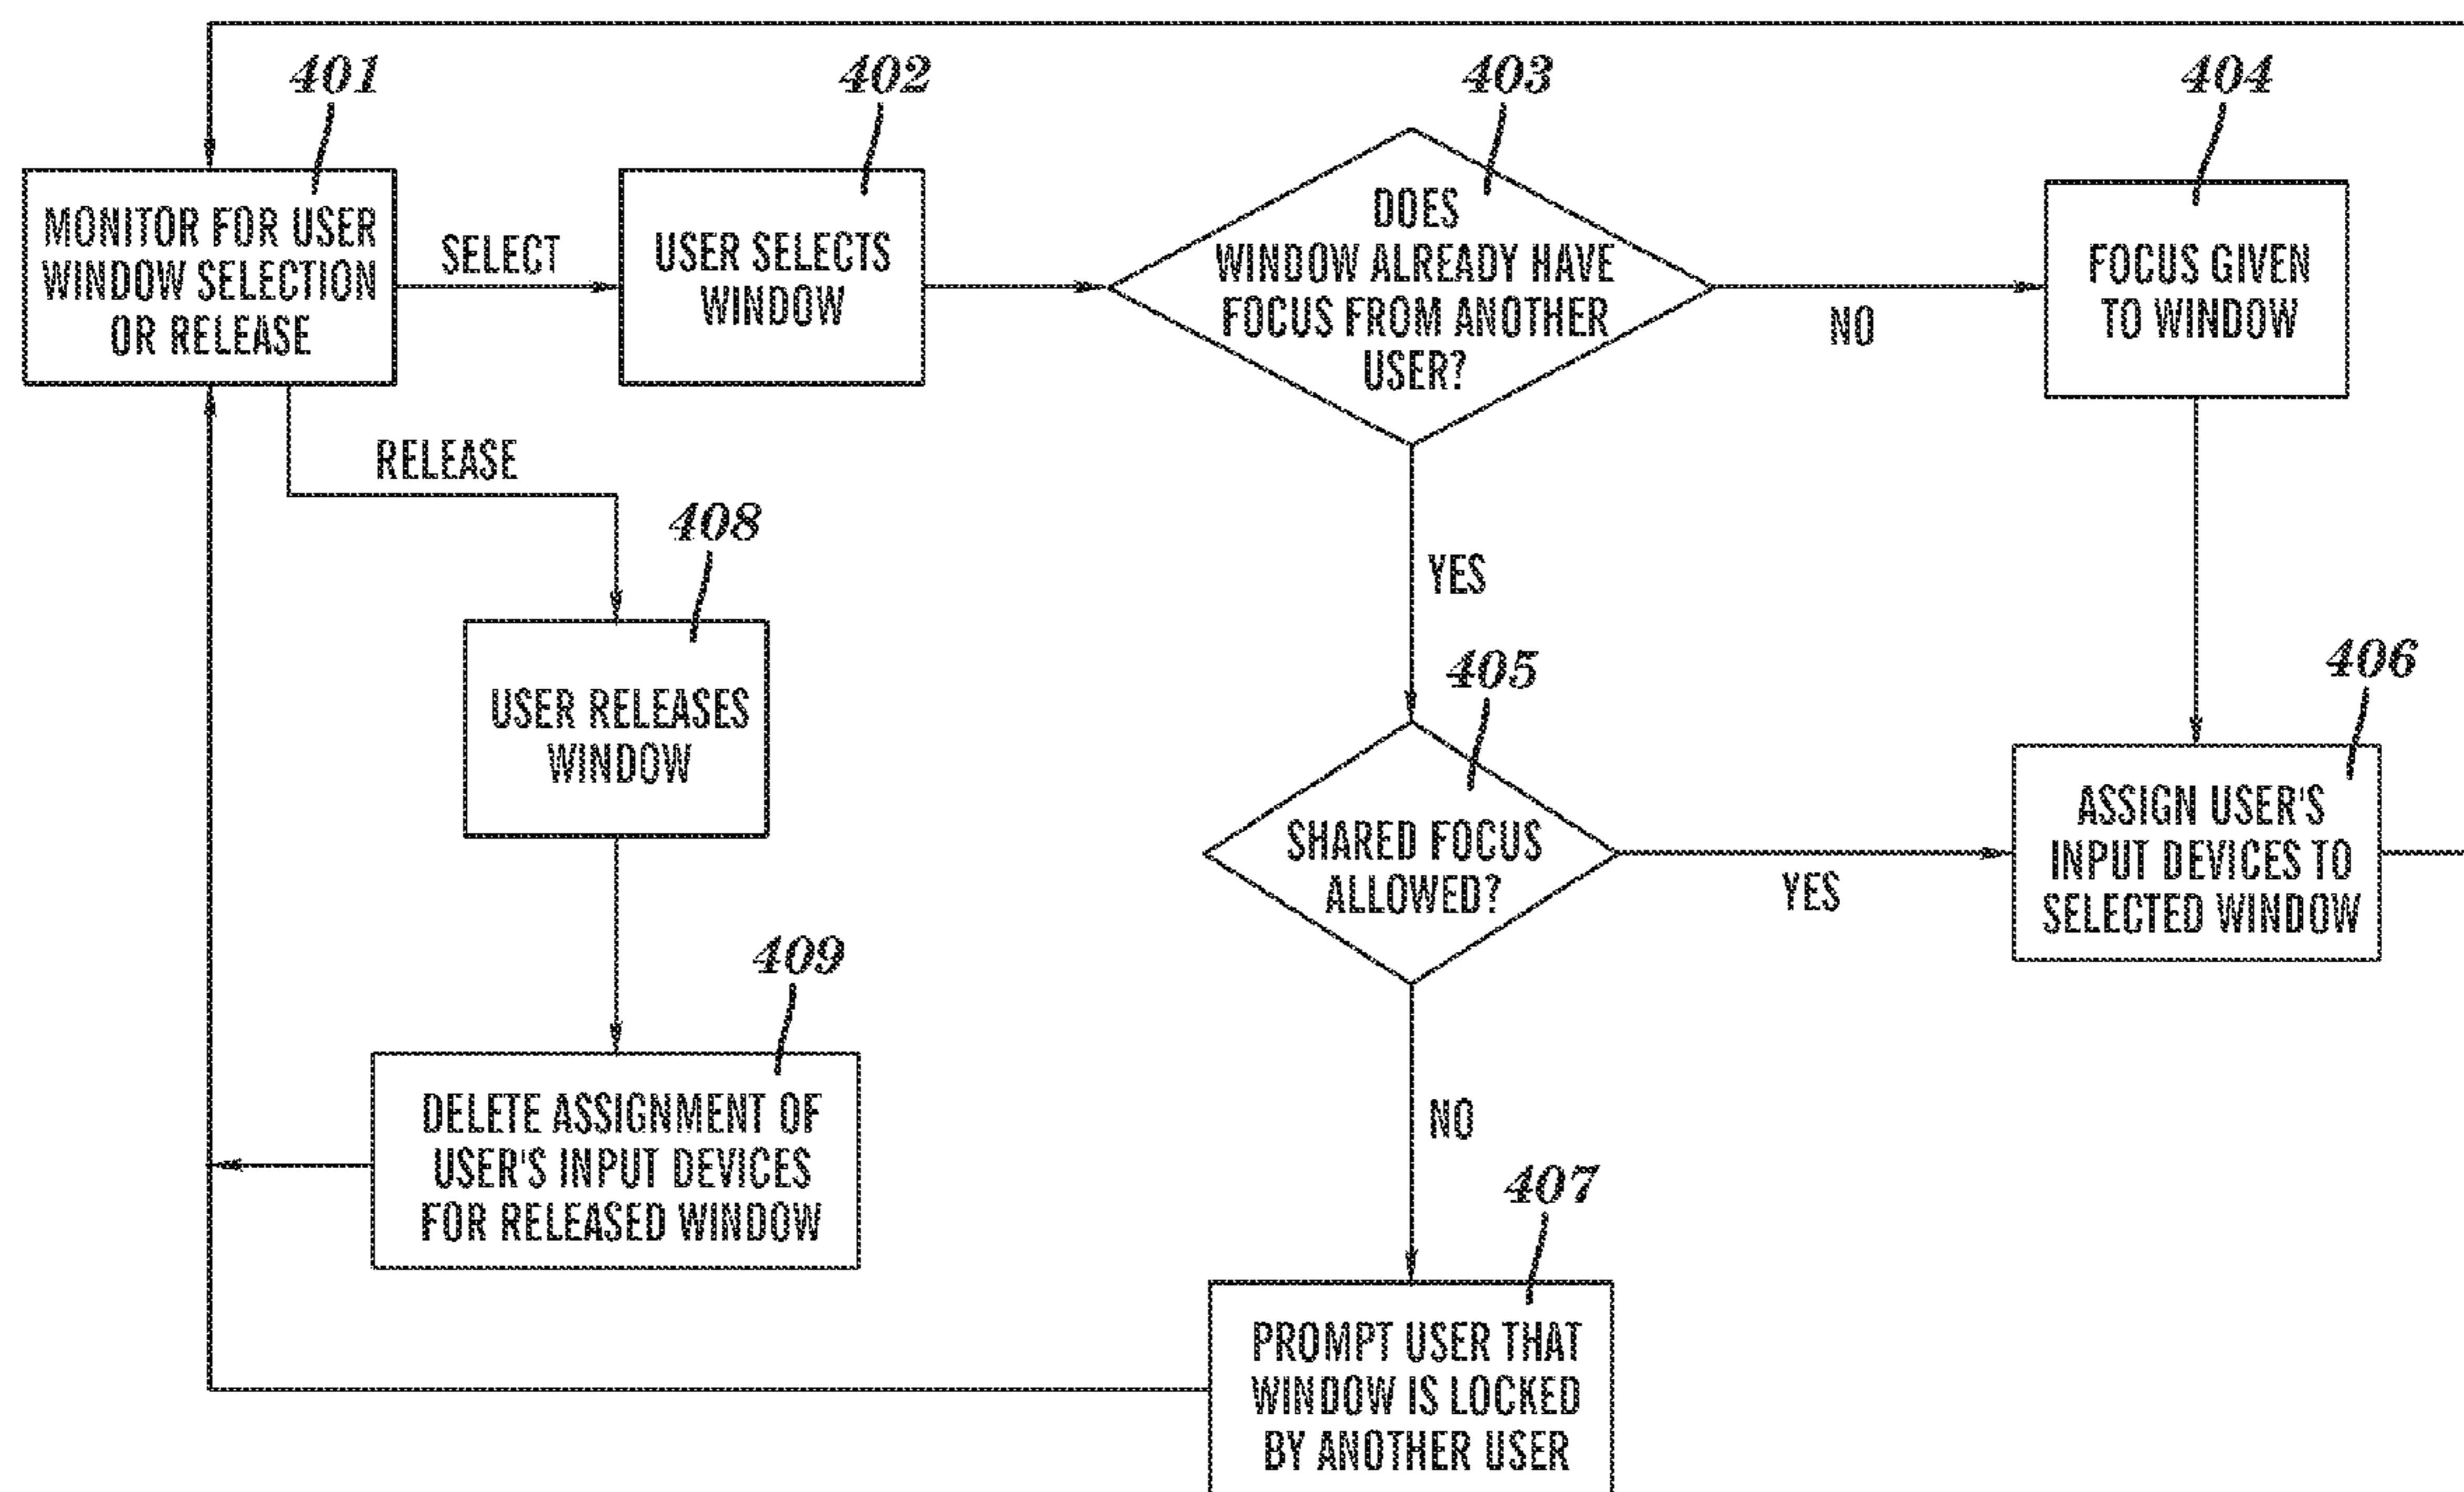 401
MONITOR FOR USER
WINDOW SELECTION
OR RELEASE
SELECT
402
USER SELECTS
WINDOW
403
DOES
WINDOW ALREADY HAVE
FOCUS FROM ANOTHER
USER?
NO
404
FOCUS GIVEN
TO WINDOW
RELEASE
YES
408
USER RELEASES
WINDOW
405
SHARED FOCUS
ALLOWED?
YES
406
ASSIGN USER'S
INPUT DEVICES TO
SELECTED WINDOW
409
DELETE ASSIGNMENT OF
USER'S INPUT DEVICES
FOR RELEASED WINDOW
NO
407
PROMPT USER THAT
WINDOW IS LOCKED
BY ANOTHER USER